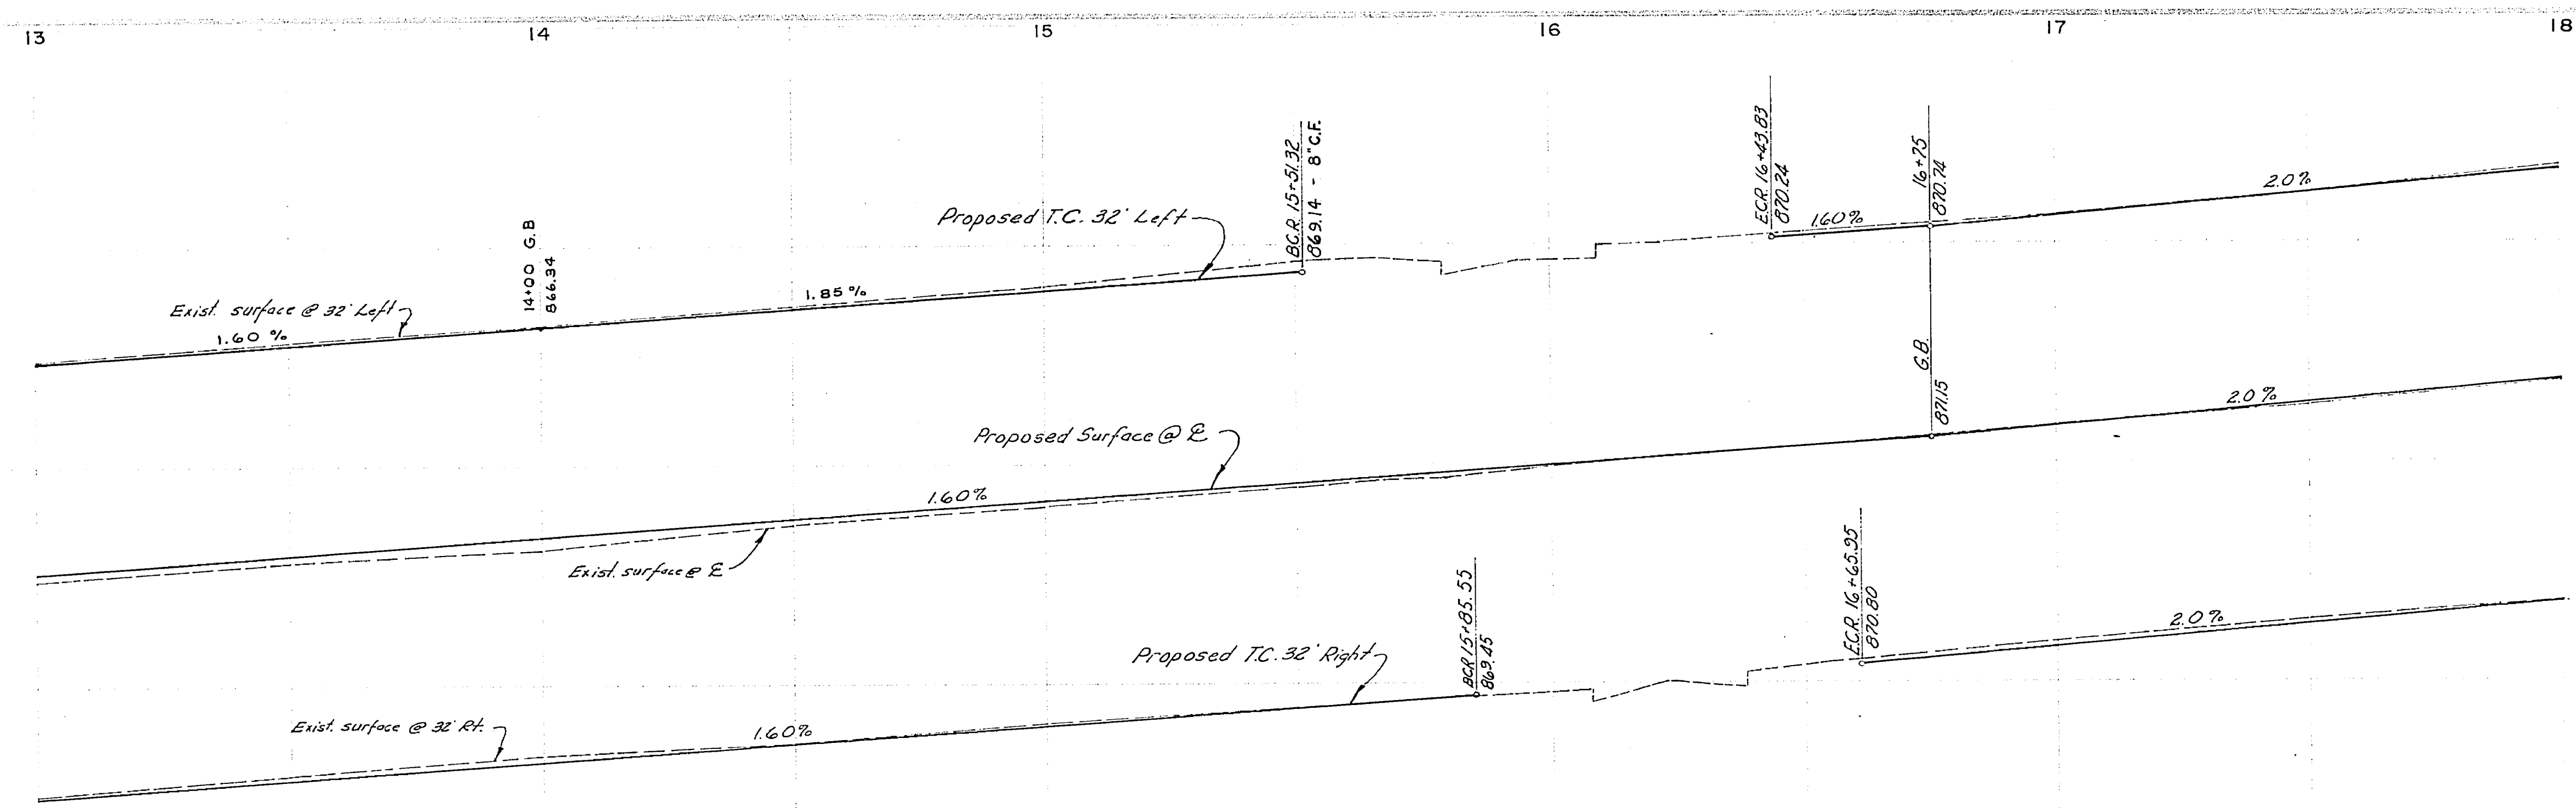 13 14 15 16 17 18
B.C.R. 15+51.32
869.14 - 8" C.F.
E.C.R. 16+43.83
870.24
16+75
870.74
1.60%
2.0%
Proposed T.C. 32' Left
14+00 G.B
866.34
1.85%
Exist. surface @ 32' Left
1.60%
G.B.
871.15
2.0%
Proposed Surface @ ℄
1.60%
Exist. surface @ ℄
BCR 15+85.55
869.45
E.C.R. 16+65.95
870.80
2.0%
Proposed T.C. 32' Right
Exist. surface @ 32' Rt.
1.60%